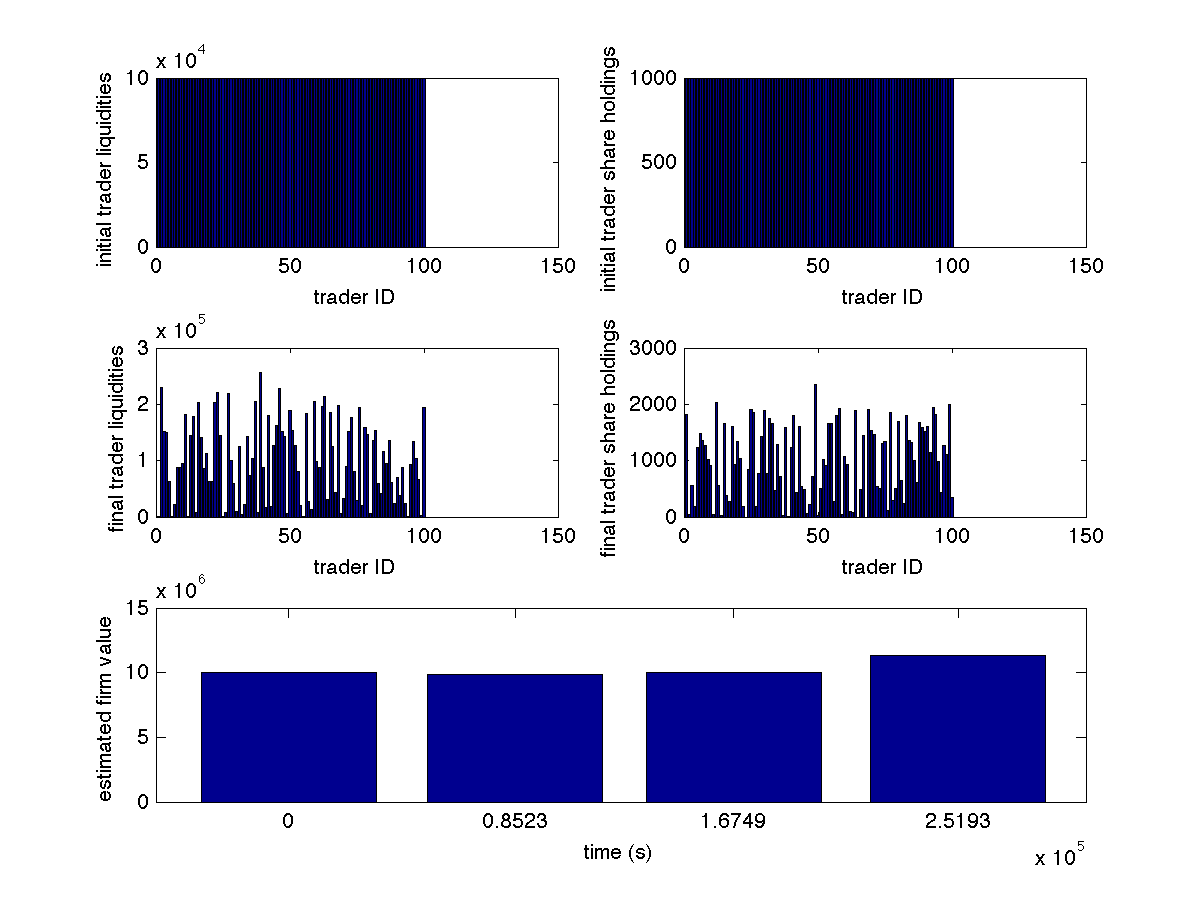 x 10^4
10
5
0
initial trader liquidities
0 50 100 150
trader ID
1000
500
0
initial trader share holdings
0 50 100 150
trader ID
x 10^5
3
2
1
0
final trader liquidities
0 50 100 150
trader ID
3000
2000
1000
0
final trader share holdings
0 50 100 150
trader ID
x 10^6
15
10
5
0
estimated firm value
0 0.8523 1.6749 2.5193
time (s)
x 10^5